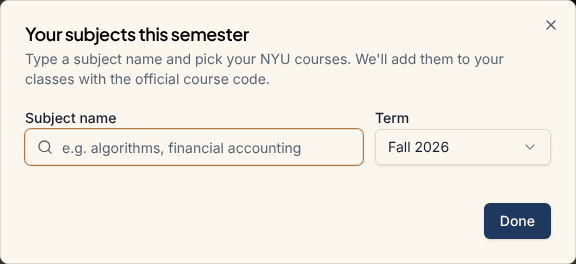 Your subjects this semester
Type a subject name and pick your NYU courses. We'll add them to your
classes with the official course code.
Subject name
Term
e.g. algorithms, financial accounting
Fall 2026
Done